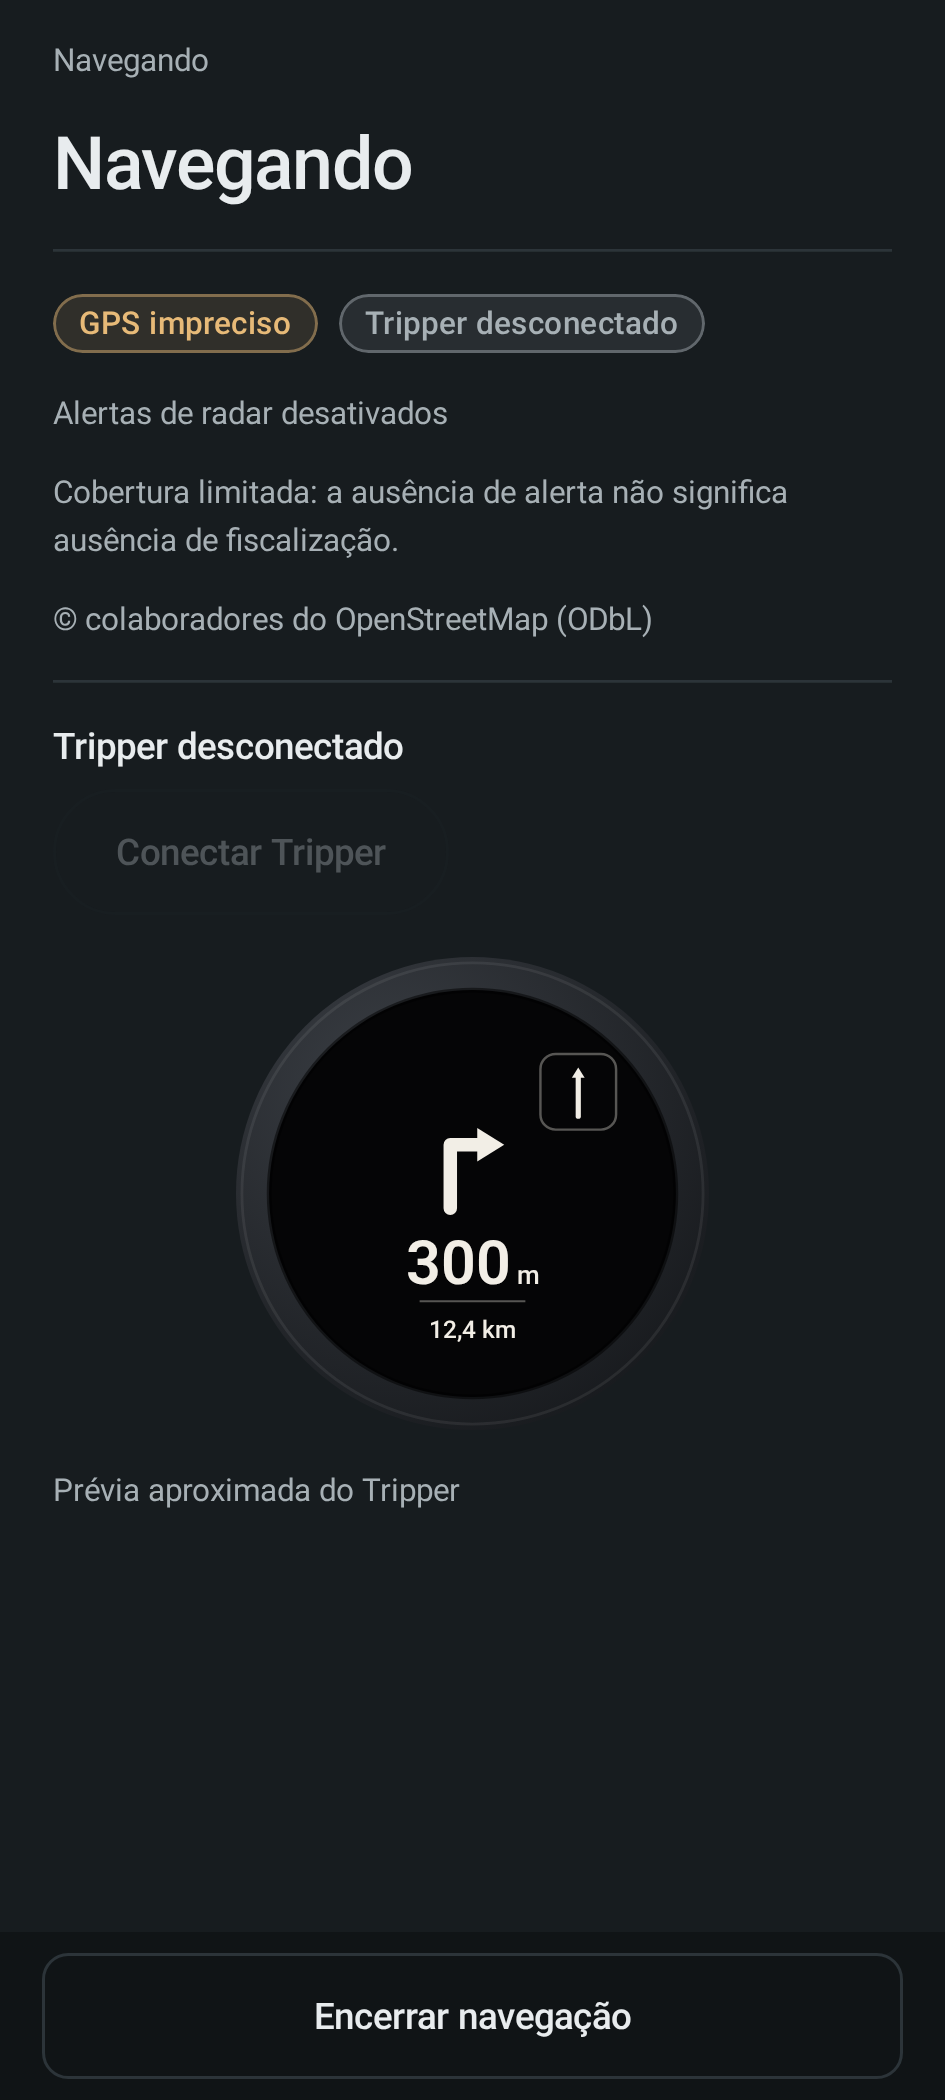 Navegando
Navegando
GPS impreciso
Tripper desconectado
Alertas de radar desativados
Cobertura limitada: a ausência de alerta não significa
ausência de fiscalização.
© colaboradores do OpenStreetMap (ODbL)
Tripper desconectado
Conectar Tripper
300 m
12,4 km
Prévia aproximada do Tripper
Encerrar navegação